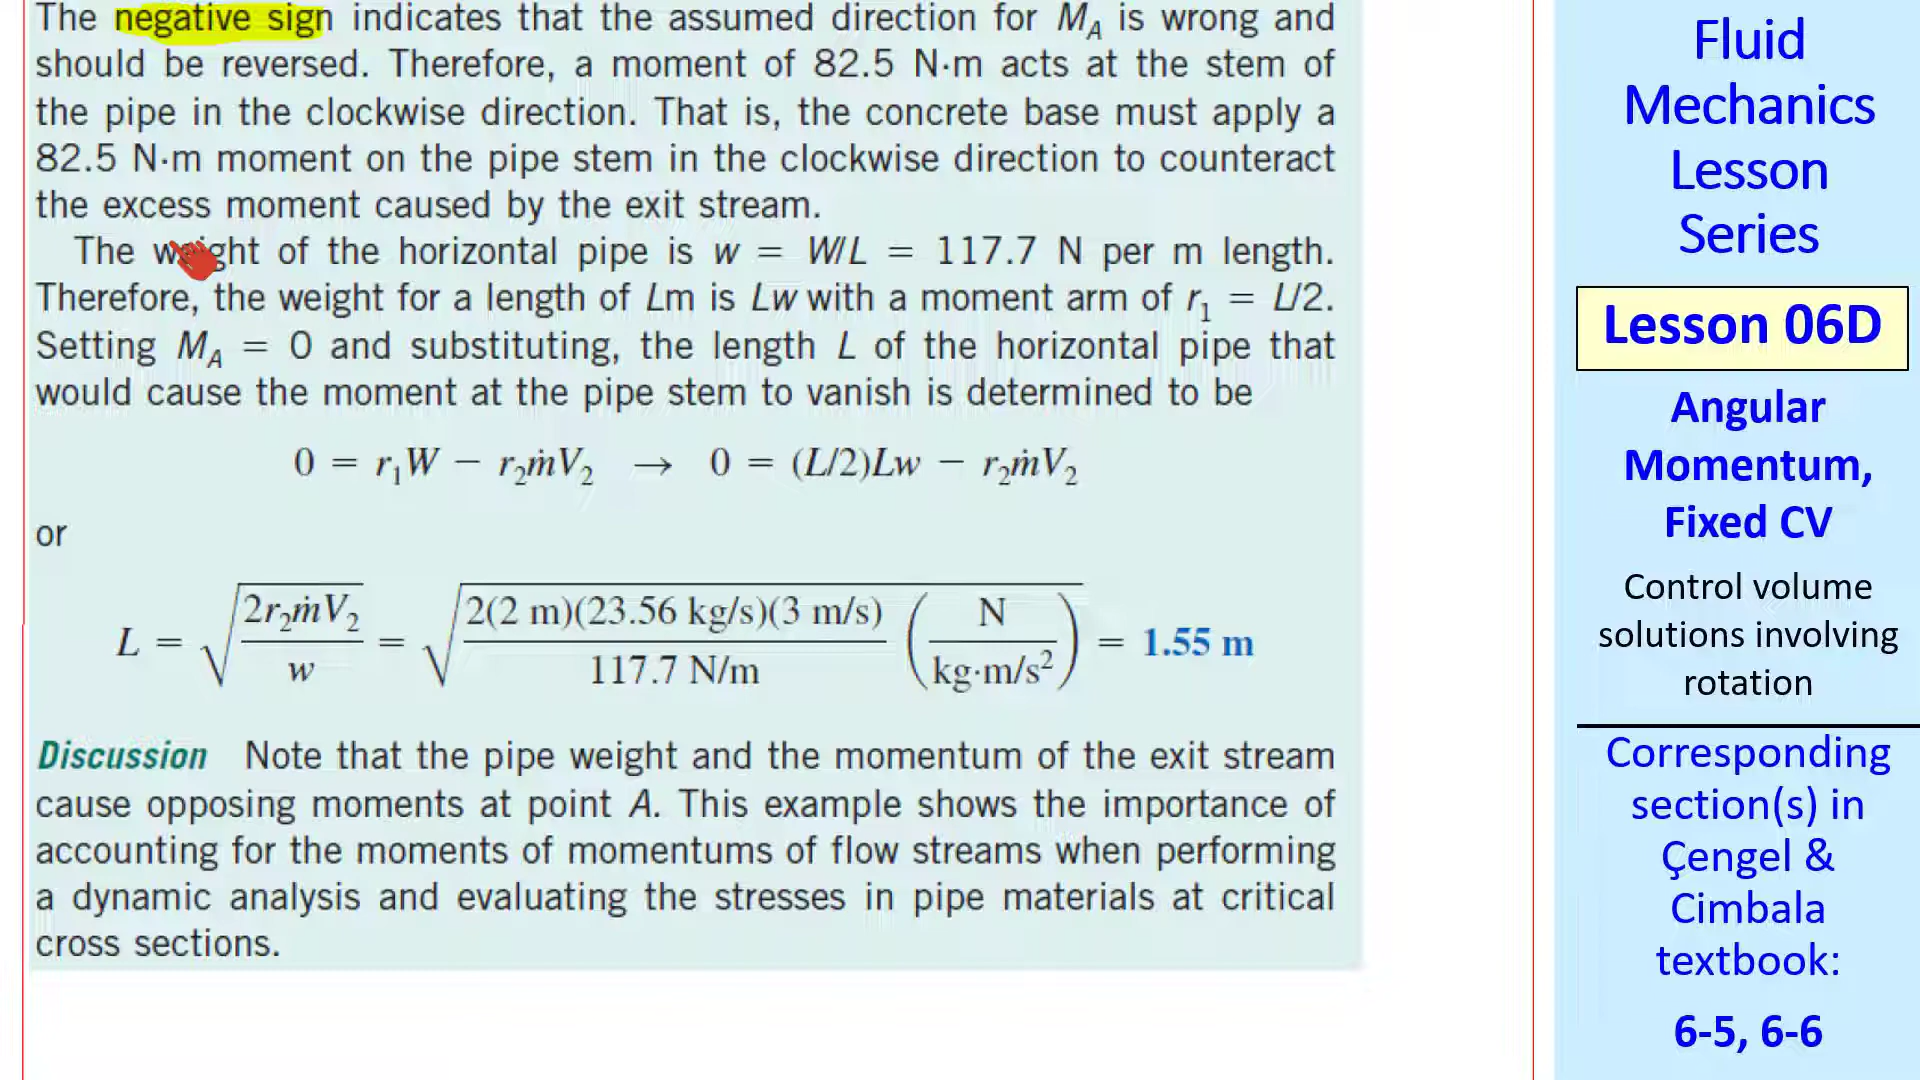 The negative sign indicates that the assumed direction for M_A is wrong and
should be reversed. Therefore, a moment of 82.5 N·m acts at the stem of
the pipe in the clockwise direction. That is, the concrete base must apply a
82.5 N·m moment on the pipe stem in the clockwise direction to counteract
the excess moment caused by the exit stream.
The weight of the horizontal pipe is w = W/L = 117.7 N per m length.
Therefore, the weight for a length of Lm is Lw with a moment arm of r₁ = L/2.
Setting M_A = 0 and substituting, the length L of the horizontal pipe that
would cause the moment at the pipe stem to vanish is determined to be
0 = r₁W − r₂ṁV₂ → 0 = (L/2)Lw − r₂ṁV₂
or
L = √(2r₂ṁV₂ / w) = √(2(2 m)(23.56 kg/s)(3 m/s) / 117.7 N/m (N / kg·m/s²)) = 1.55 m
Discussion Note that the pipe weight and the momentum of the exit stream
cause opposing moments at point A. This example shows the importance of
accounting for the moments of momentums of flow streams when performing
a dynamic analysis and evaluating the stresses in pipe materials at critical
cross sections.
Fluid
Mechanics
Lesson
Series
Lesson 06D
Angular
Momentum,
Fixed CV
Control volume
solutions involving
rotation
Corresponding
section(s) in
Çengel &
Cimbala
textbook:
6-5, 6-6